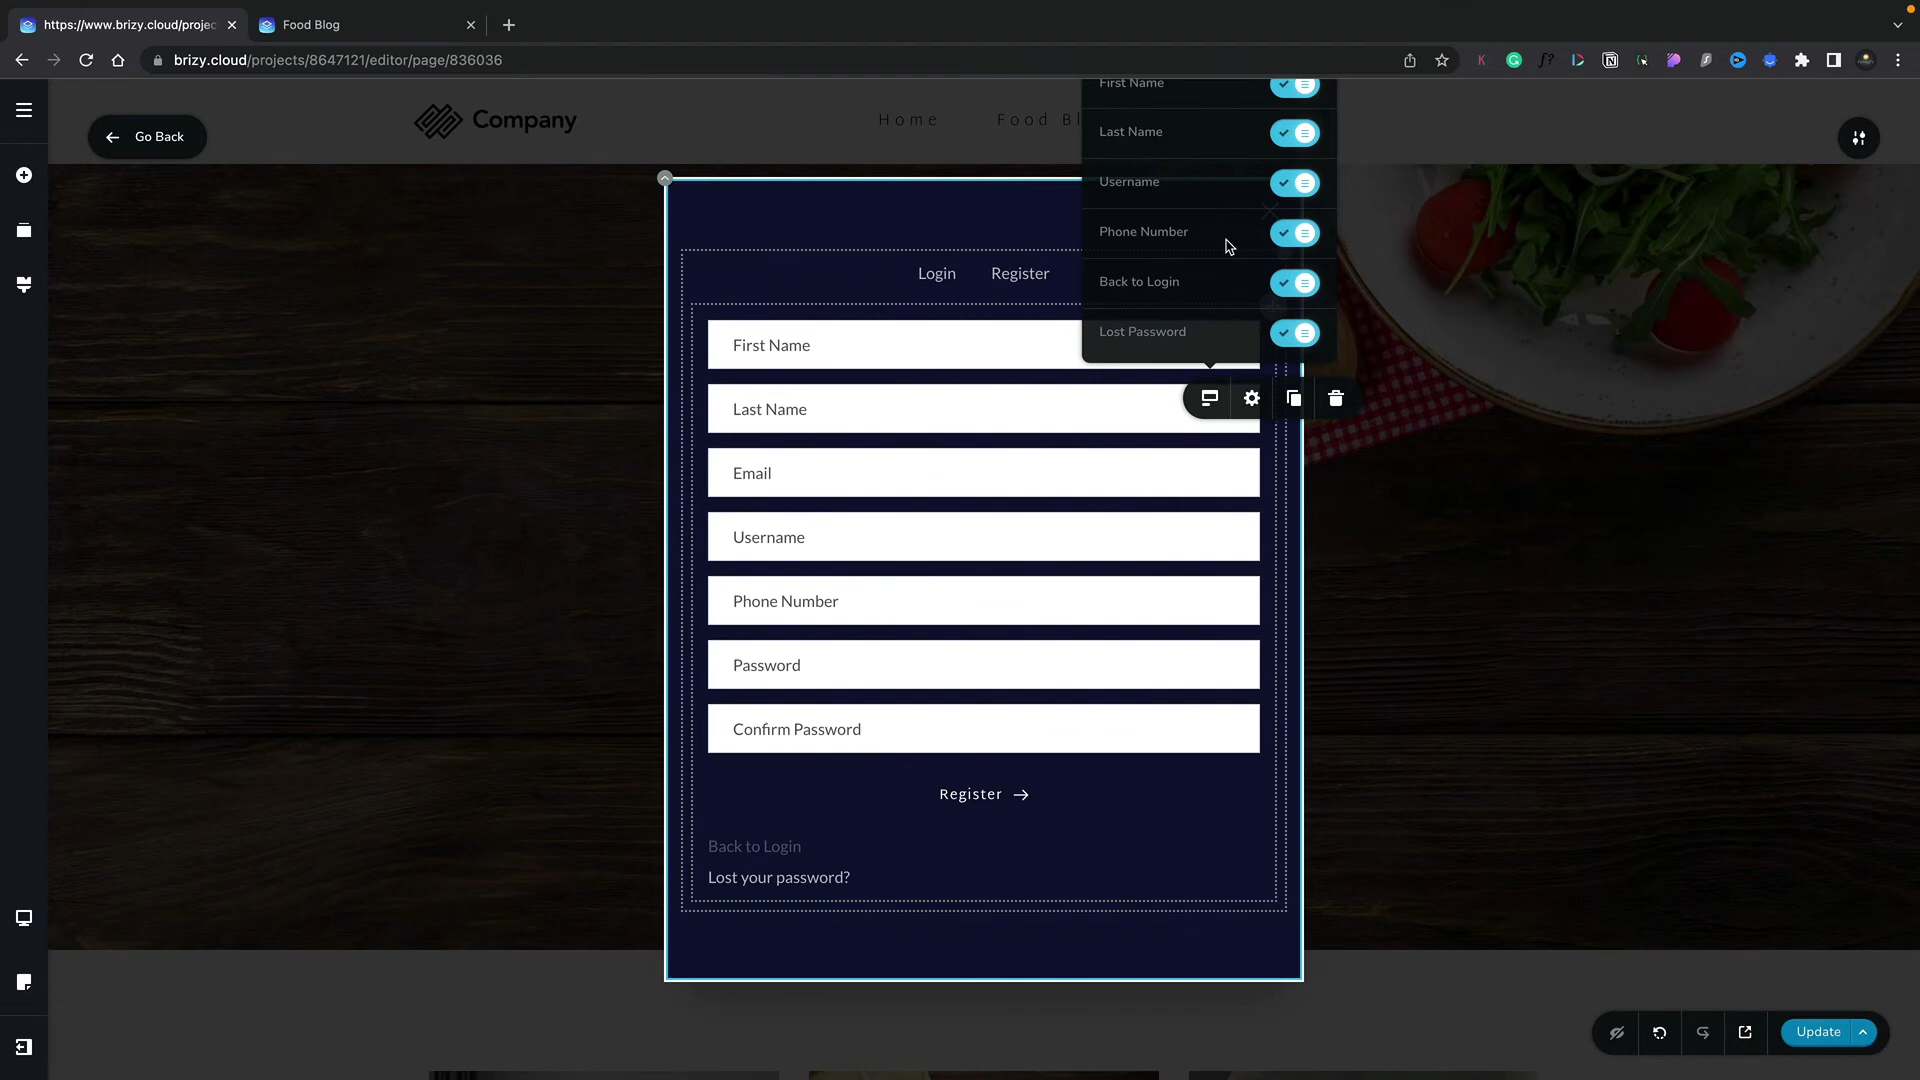 https://www.brizy.cloud/projec
Food Blog
brizy.cloud/projects/8647121/editor/page/836036
Go Back
Company
Home
Food Bl
First Name
Last Name
Username
Phone Number
Back to Login
Lost Password
Login
Register
First Name
Last Name
Email
Username
Phone Number
Password
Confirm Password
Register
Back to Login
Lost your password?
Update